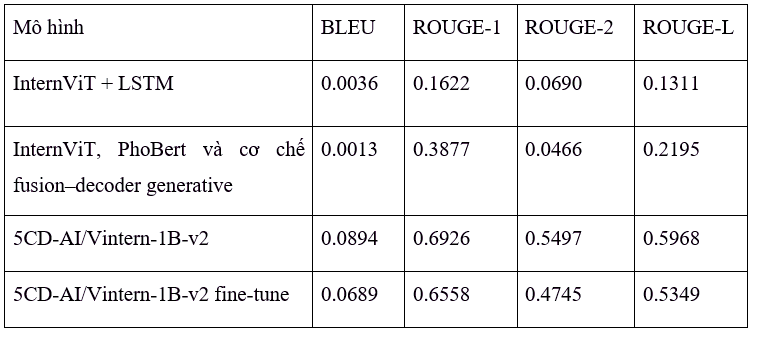 Mô hình BLEU ROUGE-1 ROUGE-2 ROUGE-L
InternViT + LSTM 0.0036 0.1622 0.0690 0.1311
InternViT, PhoBert và cơ chế 0.0013 0.3877 0.0466 0.2195
fusion–decoder generative
5CD-AI/Vintern-1B-v2 0.0894 0.6926 0.5497 0.5968
5CD-AI/Vintern-1B-v2 fine-tune 0.0689 0.6558 0.4745 0.5349